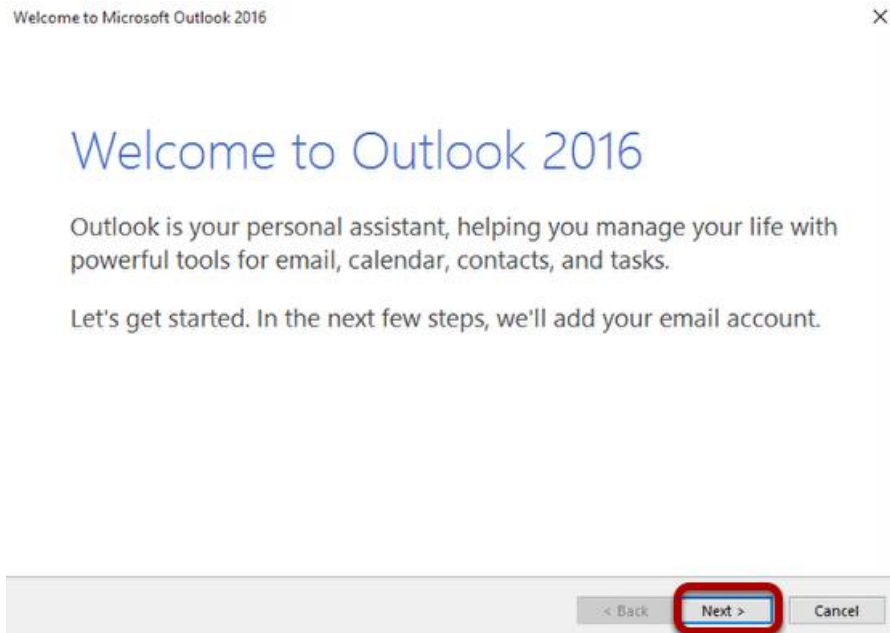 Welcome to Microsoft Outlook 2016
Welcome to Outlook 2016
Outlook is your personal assistant, helping you manage your life with
powerful tools for email, calendar, contacts, and tasks.
Let's get started. In the next few steps, we'll add your email account.
< Back Next > Cancel